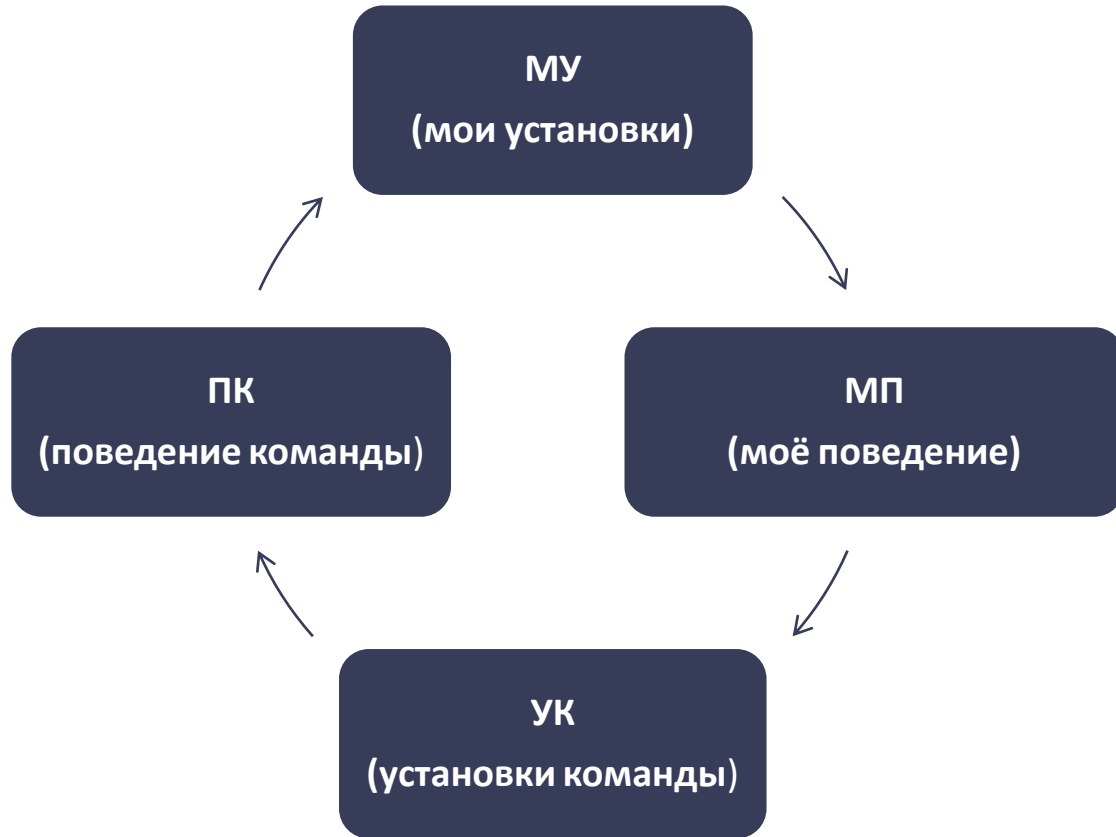 МУ
(мои установки)
ПК
(поведение команды)
МП
(моё поведение)
УК
(установки команды)